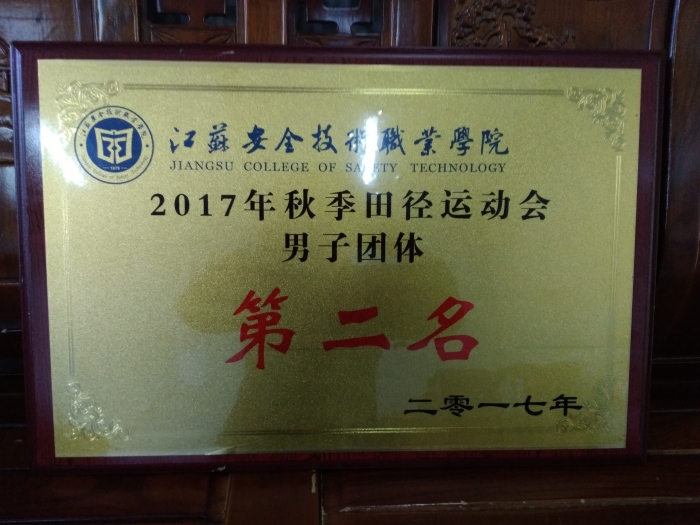 江蘇安全技術職業學院
JIANGSU COLLEGE OF SAFETY TECHNOLOGY
2017年秋季田径运动会
男子团体
第二名
二零一七年